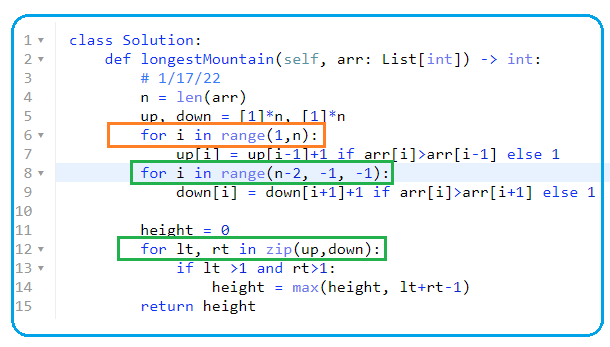 1 class Solution:
2     def longestMountain(self, arr: List[int]) -> int:
3         # 1/17/22
4         n = len(arr)
5         up, down = [1]*n, [1]*n
6         for i in range(1,n):
7             up[i] = up[i-1]+1 if arr[i]>arr[i-1] else 1
8         for i in range(n-2, -1, -1):
9             down[i] = down[i+1]+1 if arr[i]>arr[i+1] else 1
10
11         height = 0
12         for lt, rt in zip(up,down):
13             if lt >1 and rt>1:
14                 height = max(height, lt+rt-1)
15         return height